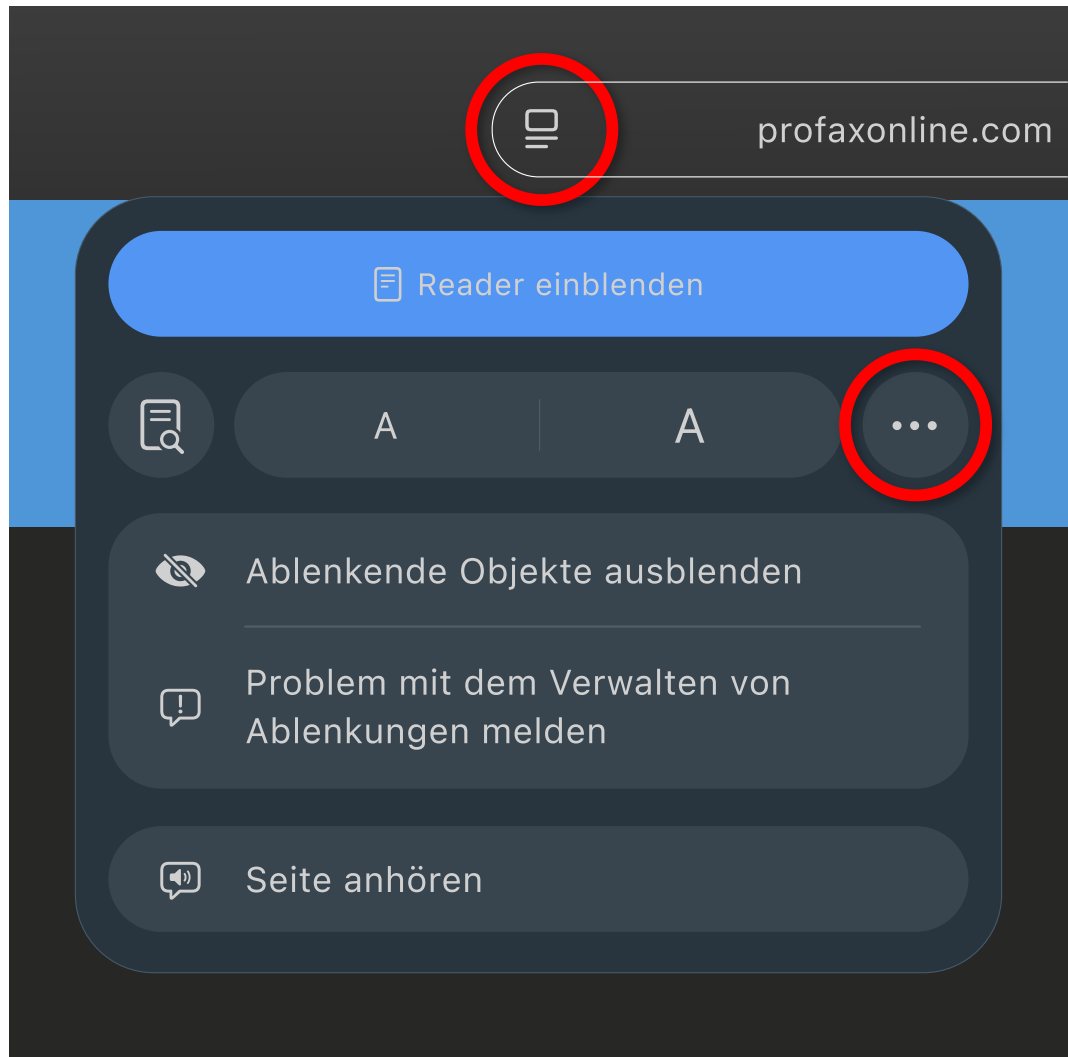 profaxonline.com
Reader einblenden
A A
Ablenkende Objekte ausblenden
Problem mit dem Verwalten von
Ablenkungen melden
Seite anhören